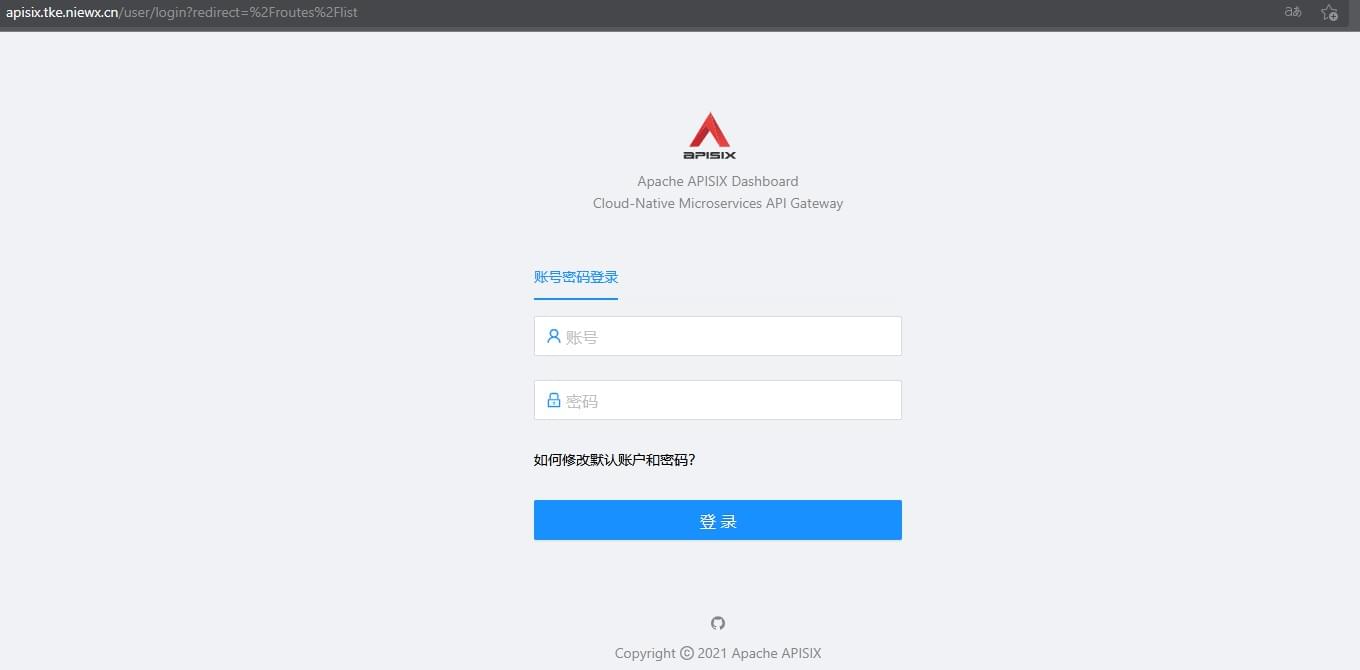 apisix.tke.niewx.cn/user/login?redirect=%2Froutes%2Flist
aあ
APISIX
Apache APISIX Dashboard
Cloud-Native Microservices API Gateway
账号密码登录
账号
密码
如何修改默认账户和密码?
登 录
Copyright © 2021 Apache APISIX